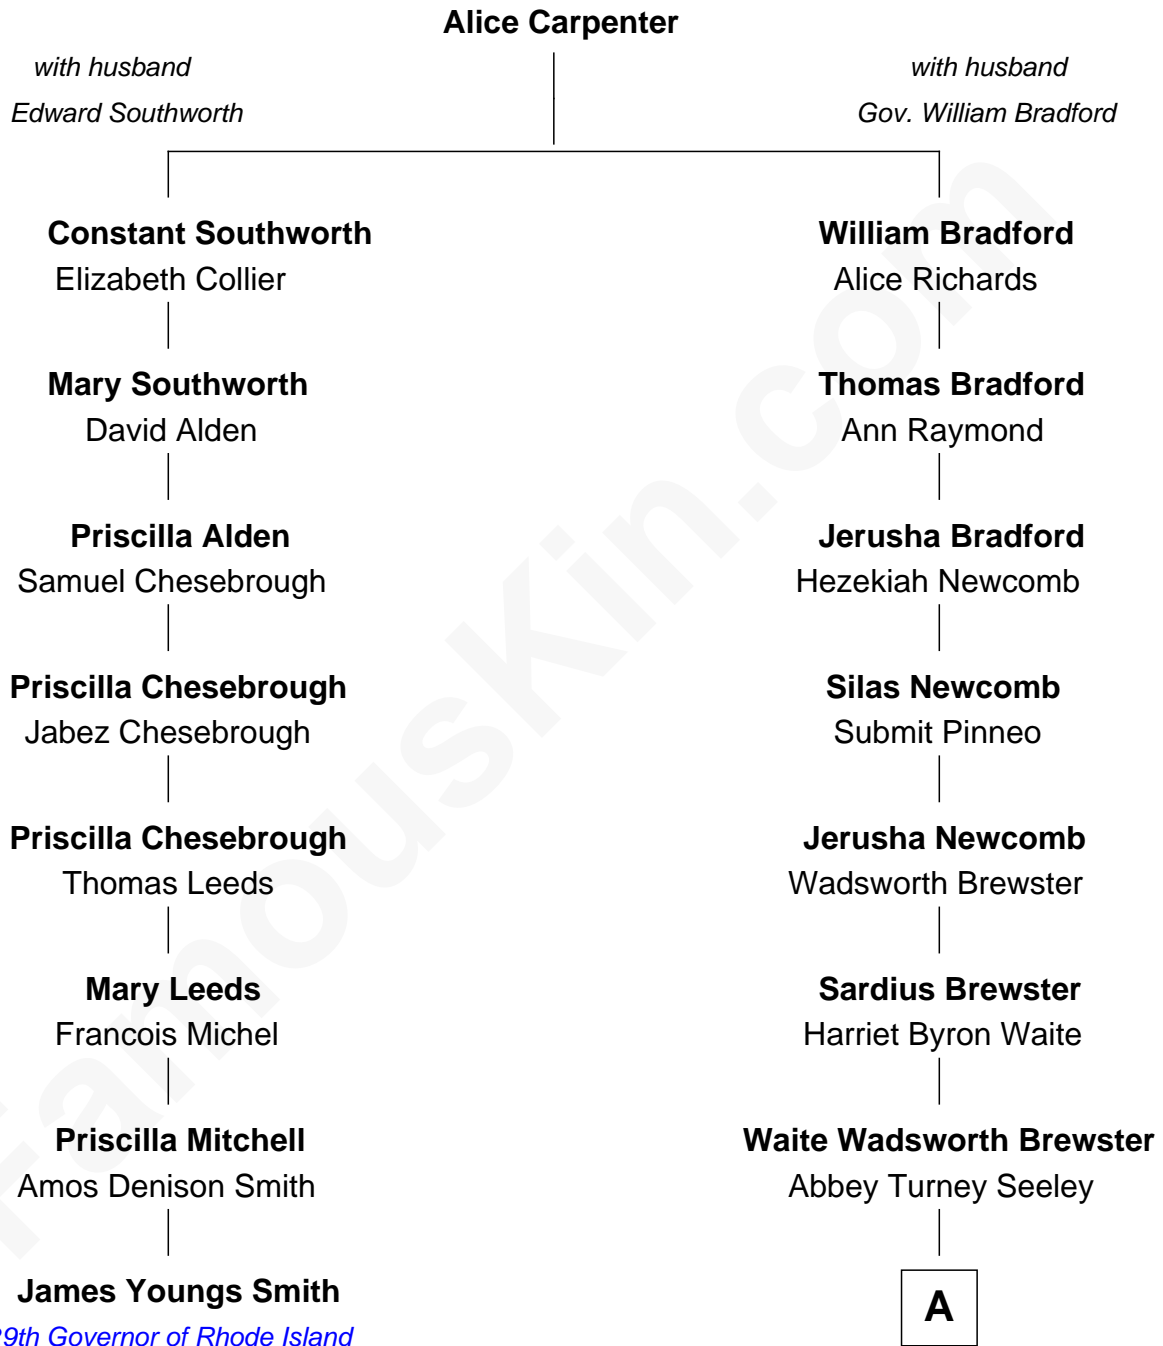 Alice Carpenter
with husband
Edward Southworth
with husband
Gov. William Bradford
Constant Southworth
Elizabeth Collier
William Bradford
Alice Richards
Mary Southworth
David Alden
Thomas Bradford
Ann Raymond
Priscilla Alden
Samuel Chesebrough
Jerusha Bradford
Hezekiah Newcomb
Priscilla Chesebrough
Jabez Chesebrough
Silas Newcomb
Submit Pinneo
Priscilla Chesebrough
Thomas Leeds
Jerusha Newcomb
Wadsworth Brewster
Mary Leeds
Francois Michel
Sardius Brewster
Harriet Byron Waite
Priscilla Mitchell
Amos Denison Smith
Waite Wadsworth Brewster
Abbey Turney Seeley
James Youngs Smith
29th Governor of Rhode Island
A
FamousKin.com